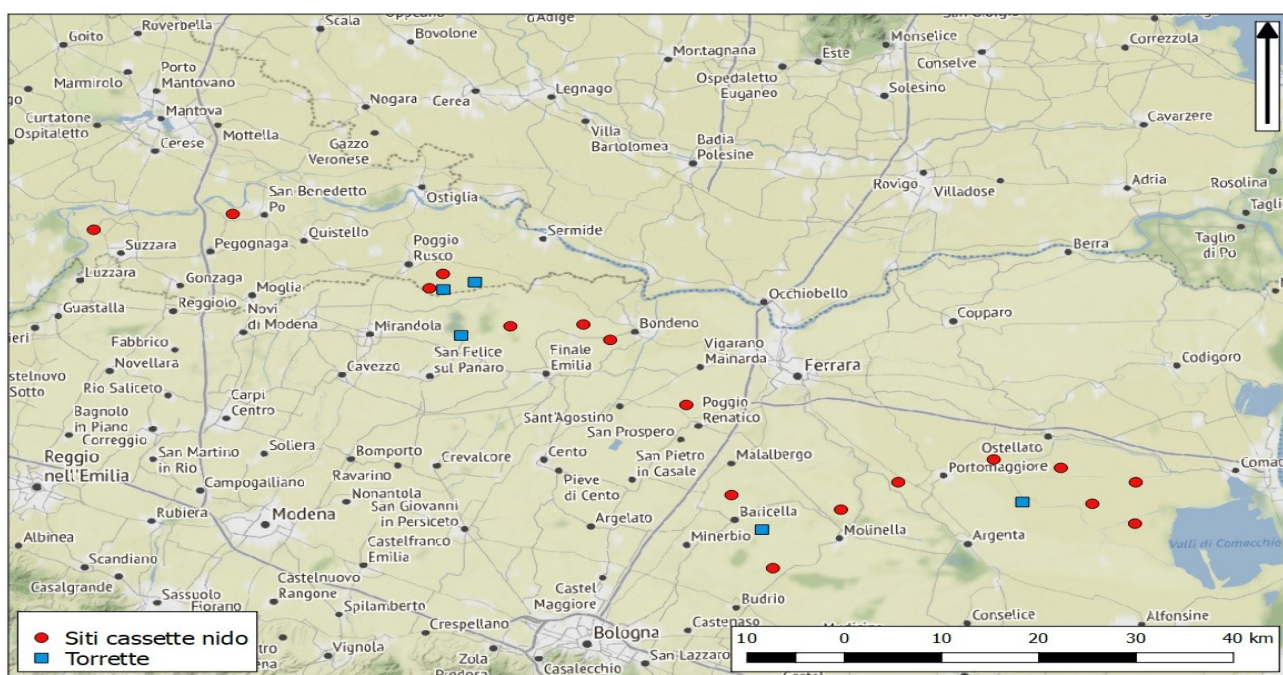 Roverbella
Scala
d'Adige
Goito
Bovolone
Montagnana
Este
Monselice
Correzzola
Porto
Mantovano
Marmirolo
Ospedaletto
Euganeo
Conselve
Nogara
Cerea
Legnago
Solesino
Curtatone
Ospitaletto
Mantova
Mottella
Cerese
Gazzo
Veronese
Villa
Bartolomea
Badia
Polesine
Cavarzere
Rovigo
Villadose
Adria
Rosolina
San Benedetto
Po
Ostiglia
Taglio
di Po
Suzzara
Pegognaga
Quistello
Sermide
Berra
Poggio
Rusco
Luzzara
Gonzaga
Moglia
Reggiolo
Guastalla
Novi
di Modena
Occhiobello
Copparo
Mirandola
Bondeno
Fabbrico
Vigarano
Mainarda
Novellara
Cavezzo
San Felice
sul Panaro
Finale
Emilia
Ferrara
Codigoro
Rio Saliceto
Carpi
Centro
Bagnolo
in Piano
Correggio
Sant'Agostino
Poggio
Renatico
San Prospero
Soliera
San Martino
in Rio
Bomporto
Crevalcore
Cento
San Pietro
in Casale
Malalbergo
Ostellato
Portomaggiore
Reggio
nell'Emilia
Ravarino
Campogalliano
Nonantola
Pieve
di Cento
San Giovanni
in Persiceto
Baricella
Rubiera
Modena
Argelato
Minerbio
Molinella
Argenta
Valli di Comacchio
Albinea
Scandiano
Castelfranco
Emilia
Casalgrande
Sassuolo
Fiorano
Castelnuovo
Rangone
Castel
Maggiore
Budrio
Spilamberto
Crespellano
Castenaso
Conselice
Alfonsine
Bologna
Vignola
Zola
Casalecchio
San Lazzaro
Siti cassette nido
Torrette
10 0 10 20 30 40 km